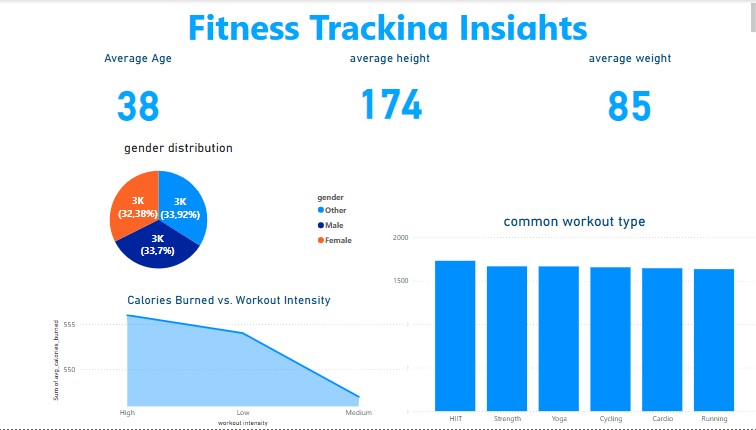 Fitness Tracking Insights
Average Age
average height
average weight
38
174
85
gender distribution
3K
(32,38%)
3K
(33,92%)
3K
(33,7%)
gender
Other
Male
Female
common workout type
2000
1500
HIIT
Strength
Yoga
Cycling
Cardio
Running
Calories Burned vs. Workout Intensity
Sum of avg_calories_burned
555
550
High
Low
Medium
workout intensity